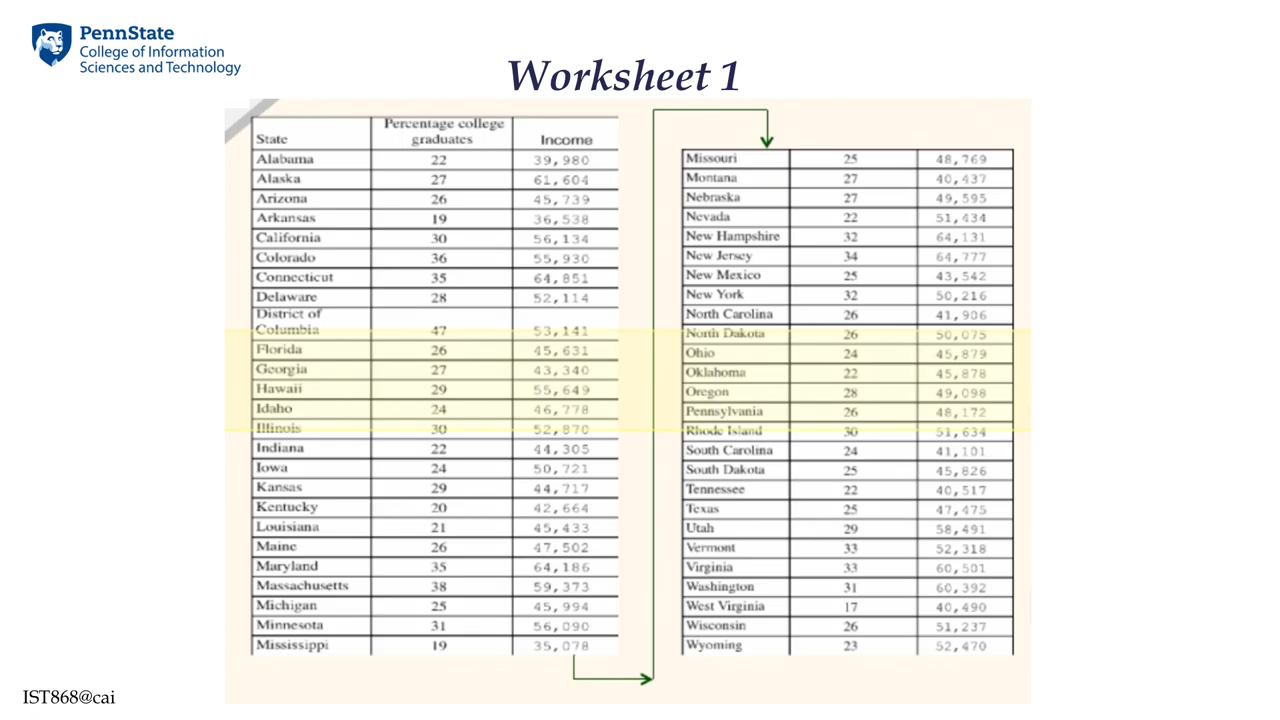 PennState
College of Information
Sciences and Technology
Worksheet 1
State Percentage college graduates Income
Alabama 22 39,980
Alaska 27 61,604
Arizona 26 45,739
Arkansas 19 36,538
California 30 56,134
Colorado 36 55,930
Connecticut 35 64,851
Delaware 28 52,114
District of
Columbia 47 53,141
Florida 26 45,631
Georgia 27 43,340
Hawaii 29 55,649
Idaho 24 46,778
Illinois 30 52,870
Indiana 22 44,305
Iowa 24 50,721
Kansas 29 44,717
Kentucky 20 42,664
Louisiana 21 45,433
Maine 26 47,502
Maryland 35 64,186
Massachusetts 38 59,373
Michigan 25 45,994
Minnesota 31 56,090
Mississippi 19 35,078
Missouri 25 48,769
Montana 27 40,437
Nebraska 27 49,595
Nevada 22 51,434
New Hampshire 32 64,131
New Jersey 34 64,777
New Mexico 25 43,542
New York 32 50,216
North Carolina 26 41,906
North Dakota 26 50,075
Ohio 24 45,879
Oklahoma 22 45,878
Oregon 28 49,098
Pennsylvania 26 48,172
Rhode Island 30 51,634
South Carolina 24 41,101
South Dakota 25 45,826
Tennessee 22 40,517
Texas 25 47,475
Utah 29 58,491
Vermont 33 52,318
Virginia 33 60,501
Washington 31 60,392
West Virginia 17 40,490
Wisconsin 26 51,237
Wyoming 23 52,470
IST868@cai